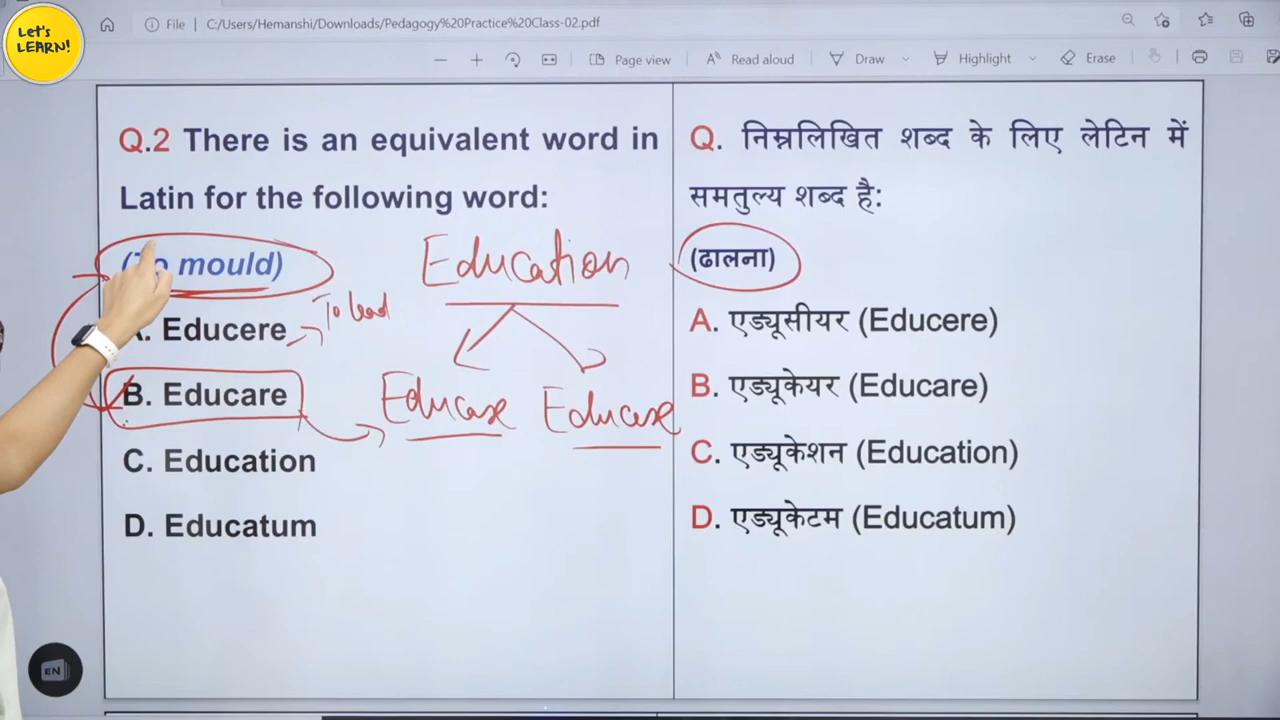 Let's
LEARN!
File
C:/Users/Hemanshi/Downloads/Pedagogy%20Practice%20Class-02.pdf
Page view
Read aloud
Draw
Highlight
Erase
Q.2 There is an equivalent word in
Latin for the following word:
(To mould)
A. Educere
To lead
B. Educare
C. Education
D. Educatum
Education
Educare Educere
Q. निम्नलिखित शब्द के लिए लेटिन में
समतुल्य शब्द है:
(ढालना)
A. एड्यूसीयर (Educere)
B. एड्यूकेयर (Educare)
C. एड्यूकेशन (Education)
D. एड्यूकेटम (Educatum)
EN